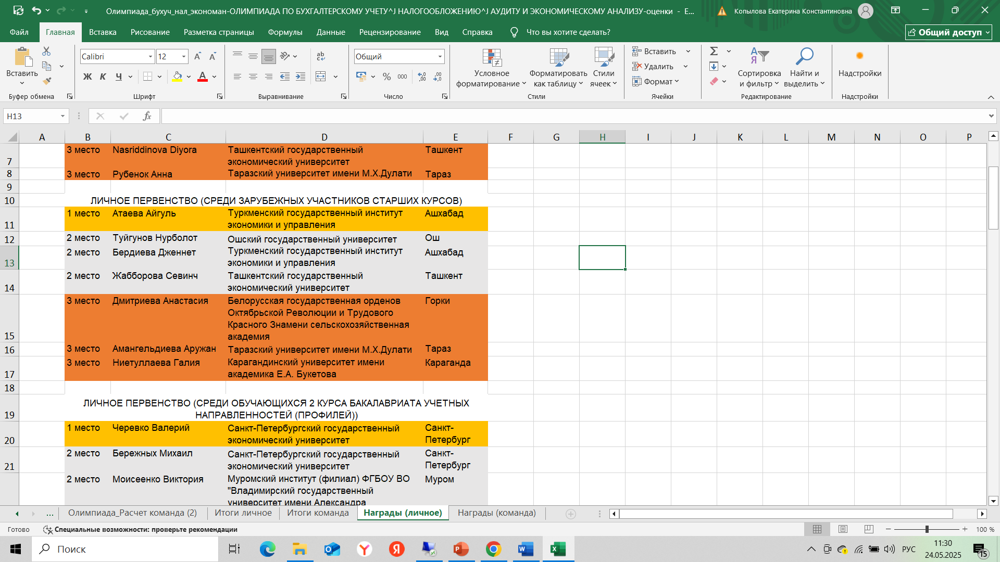 Олимпиада_бухуч_нал_экономан-ОЛИМПИАДА ПО БУХГАЛТЕРСКОМУ УЧЕТУ^J НАЛОГООБЛОЖЕНИЮ^J АУДИТУ И ЭКОНОМИЧЕСКОМУ АНАЛИЗУ-оценки - E...
Копылова Екатерина Константиновна
Файл Главная Вставка Рисование Разметка страницы Формулы Данные Рецензирование Вид Справка Что вы хотите сделать? Общий доступ
Вставить
Буфер обмена
Calibri 12
Ж К Ч А
Шрифт
ab
Выравнивание
Общий
% 000
Число
Условное форматирование
Форматировать как таблицу
Стили ячеек
Стили
Вставить
Удалить
Формат
Ячейки
Сортировка и фильтр
Найти и выделить
Редактирование
Надстройки
Надстройки
H13 fx
A B C D E F G H I J K L M N O P
7 3 место Nasriddinova Diyora Ташкентский государственный Ташкент
экономический университет
8 3 место Рубенок Анна Таразский университет имени М.Х.Дулати Тараз
9
10 ЛИЧНОЕ ПЕРВЕНСТВО (СРЕДИ ЗАРУБЕЖНЫХ УЧАСТНИКОВ СТАРШИХ КУРСОВ)
11 1 место Атаева Айгуль Туркменский государственный институт Ашхабад
экономики и управления
12 2 место Туйгунов Нурболот Ошский государственный университет Ош
13 2 место Бердиева Дженнет Туркменский государственный институт Ашхабад
экономики и управления
14 2 место Жабборова Севинч Ташкентский государственный Ташкент
экономический университет
15 3 место Дмитриева Анастасия Белорусская государственная орденов Горки
Октябрьской Революции и Трудового
Красного Знамени сельскохозяйственная
академия
16 3 место Амангельдиева Аружан Таразский университет имени М.Х.Дулати Тараз
17 3 место Ниетуллаева Галия Карагандинский университет имени Караганда
академика Е.А. Букетова
18
19 ЛИЧНОЕ ПЕРВЕНСТВО (СРЕДИ ОБУЧАЮЩИХСЯ 2 КУРСА БАКАЛАВРИАТА УЧЕТНЫХ
НАПРАВЛЕННОСТЕЙ (ПРОФИЛЕЙ))
20 1 место Черевко Валерий Санкт-Петербургский государственный Санкт-
экономический университет Петербург
21 2 место Бережных Михаил Санкт-Петербургский государственный Санкт-
экономический университет Петербург
2 место Моисеенко Виктория Муромский институт (филиал) ФГБОУ ВО Муром
"Владимирский государственный
университет имени Александра
... Олимпиада_Расчет команда (2) Итоги личное Итоги команда Награды (личное) Награды (команда)
Готово Специальные возможности: проверьте рекомендации 100 %
Поиск
РУС 11:30
24.05.2025
15